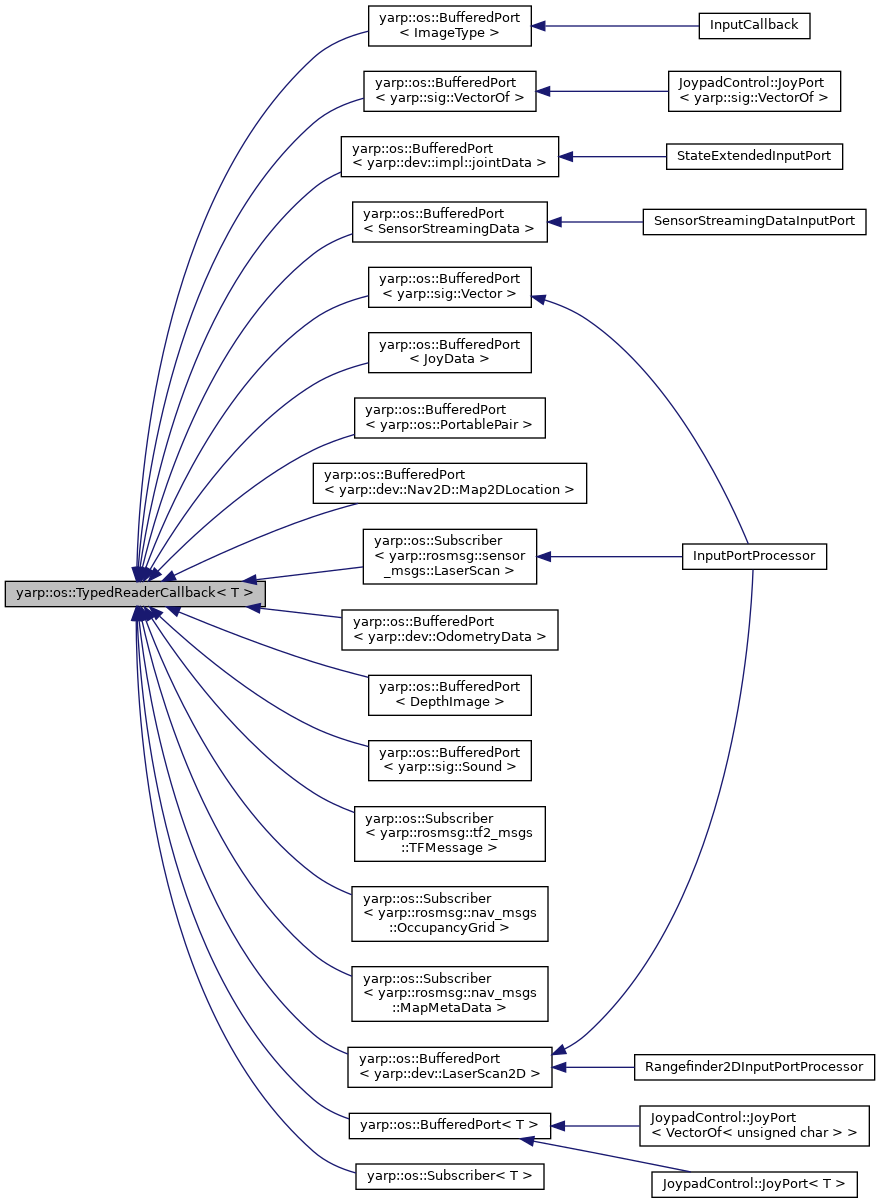 yarp::os::BufferedPort
< ImageType >
InputCallback
yarp::os::BufferedPort
< yarp::sig::VectorOf >
JoypadControl::JoyPort
< yarp::sig::VectorOf >
yarp::os::BufferedPort
< yarp::dev::impl::jointData >
StateExtendedInputPort
yarp::os::BufferedPort
< SensorStreamingData >
SensorStreamingDataInputPort
yarp::os::BufferedPort
< yarp::sig::Vector >
yarp::os::BufferedPort
< JoyData >
yarp::os::BufferedPort
< yarp::os::PortablePair >
yarp::os::BufferedPort
< yarp::dev::Nav2D::Map2DLocation >
yarp::os::Subscriber
< yarp::rosmsg::sensor
_msgs::LaserScan >
InputPortProcessor
yarp::os::TypedReaderCallback< T >
yarp::os::BufferedPort
< yarp::dev::OdometryData >
yarp::os::BufferedPort
< DepthImage >
yarp::os::BufferedPort
< yarp::sig::Sound >
yarp::os::Subscriber
< yarp::rosmsg::tf2_msgs
::TFMessage >
yarp::os::Subscriber
< yarp::rosmsg::nav_msgs
::OccupancyGrid >
yarp::os::Subscriber
< yarp::rosmsg::nav_msgs
::MapMetaData >
yarp::os::BufferedPort
< yarp::dev::LaserScan2D >
Rangefinder2DInputPortProcessor
yarp::os::BufferedPort< T >
JoypadControl::JoyPort
< VectorOf< unsigned char > >
yarp::os::Subscriber< T >
JoypadControl::JoyPort< T >